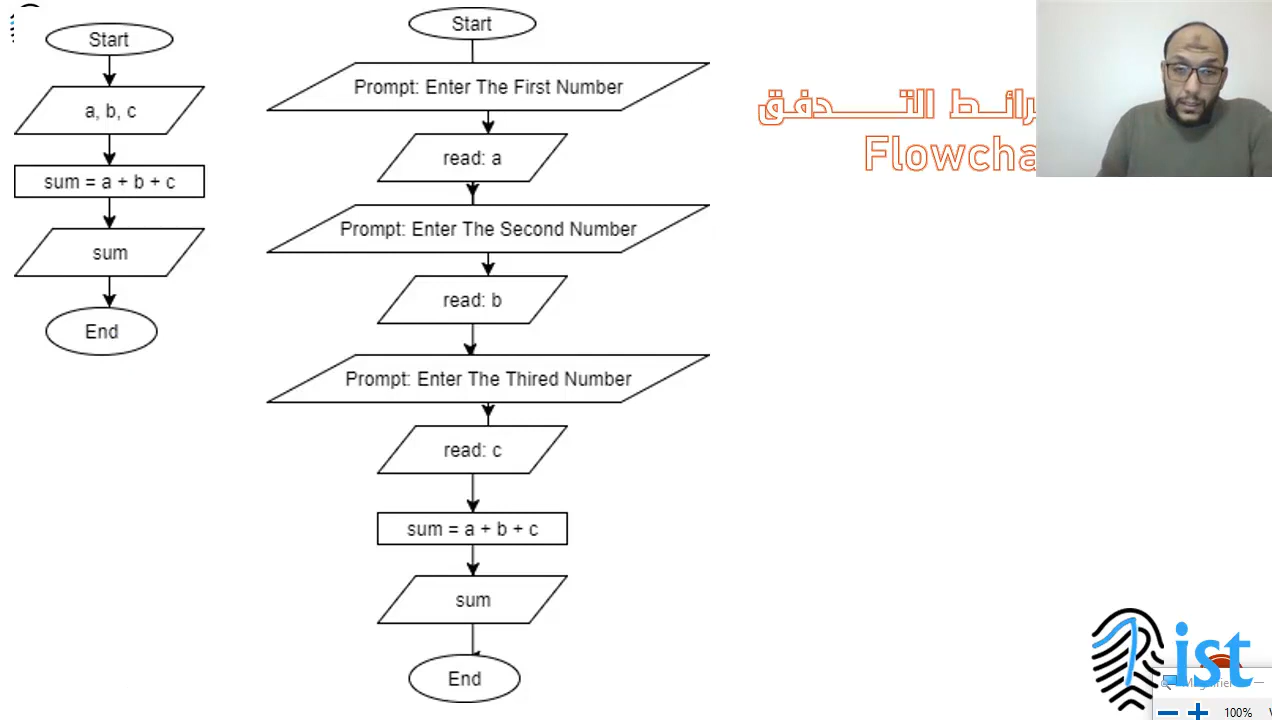 Start
a, b, c
sum = a + b + c
sum
End
Start
Prompt: Enter The First Number
read: a
Prompt: Enter The Second Number
read: b
Prompt: Enter The Thired Number
read: c
sum = a + b + c
sum
End
التدفق
Flowcha
ist
100%